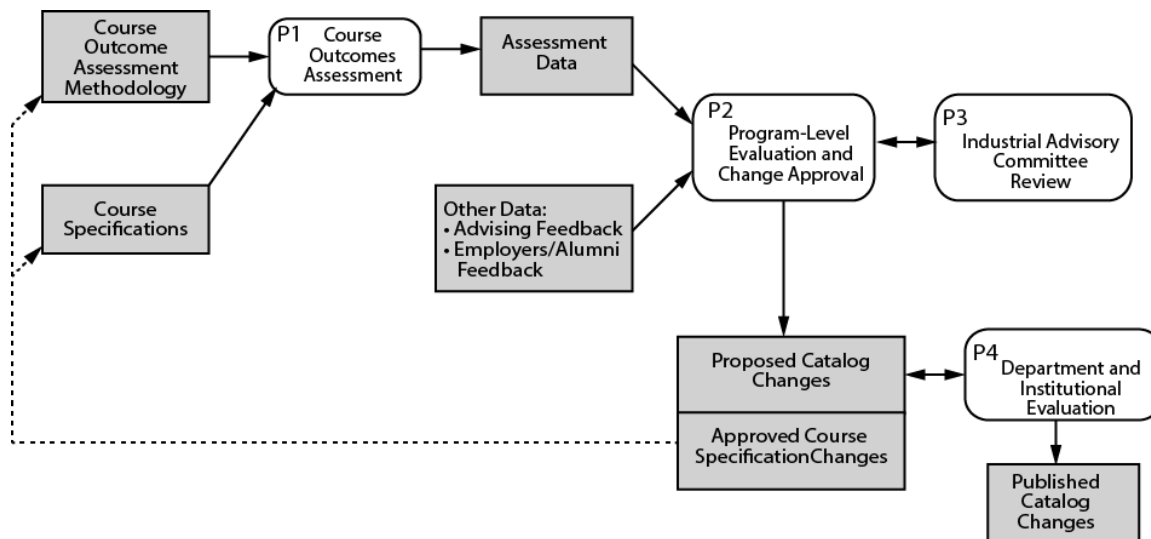 Course
Outcome
Assessment
Methodology
P1
Course
Outcomes
Assessment
Assessment
Data
P2
Program-Level
Evaluation and
Change Approval
P3
Industrial Advisory
Committee
Review
Course
Specifications
Other Data:
• Advising Feedback
• Employers/Alumni
Feedback
Proposed Catalog
Changes
P4
Department and
Institutional
Evaluation
Approved Course
SpecificationChanges
Published
Catalog
Changes